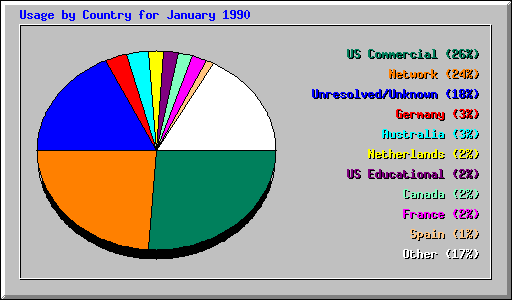 Usage by Country for January 1990
US Commercial (26%)
Network (24%)
Unresolved/Unknown (18%)
Germany (3%)
Australia (3%)
Netherlands (2%)
US Educational (2%)
Canada (2%)
France (2%)
Spain (1%)
Other (17%)